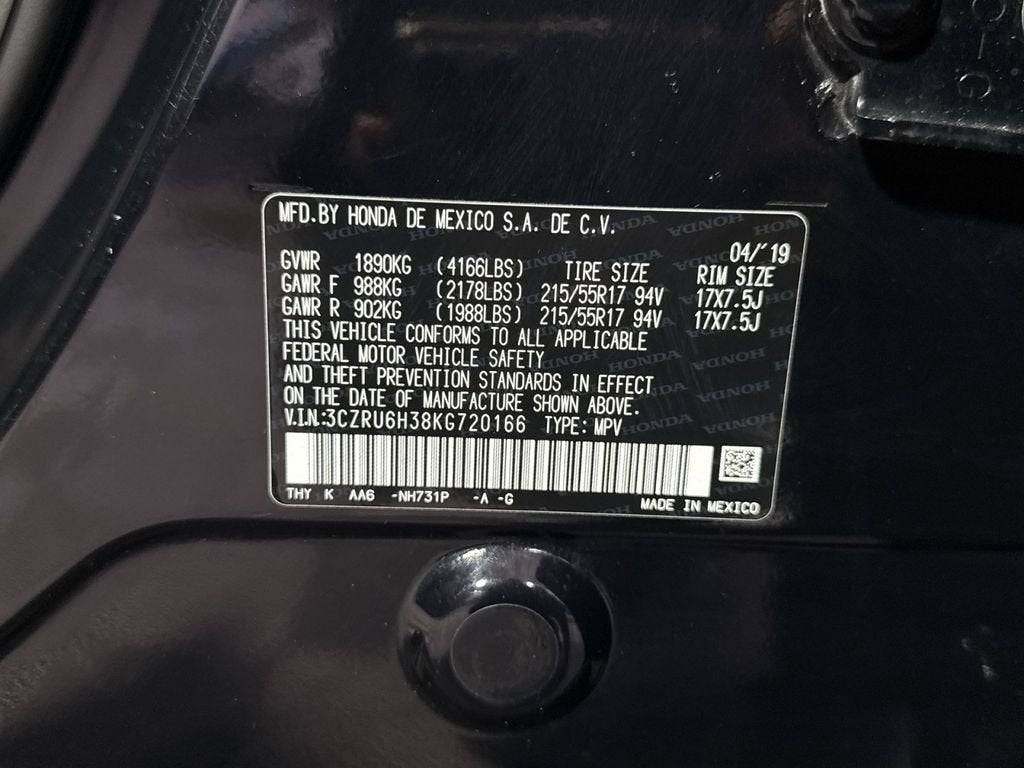 MFD.BY HONDA DE MEXICO S.A. DE C.V.
04/'19
GVWR 1890KG (4166LBS) TIRE SIZE RIM SIZE
GAWR F 988KG (2178LBS) 215/55R17 94V 17X7.5J
GAWR R 902KG (1988LBS) 215/55R17 94V 17X7.5J
THIS VEHICLE CONFORMS TO ALL APPLICABLE
FEDERAL MOTOR VEHICLE SAFETY
AND THEFT PREVENTION STANDARDS IN EFFECT
ON THE DATE OF MANUFACTURE SHOWN ABOVE.
V.I.N:3CZRU6H38KG720166 TYPE: MPV
THY K AA6 -NH731P -A -G
MADE IN MEXICO